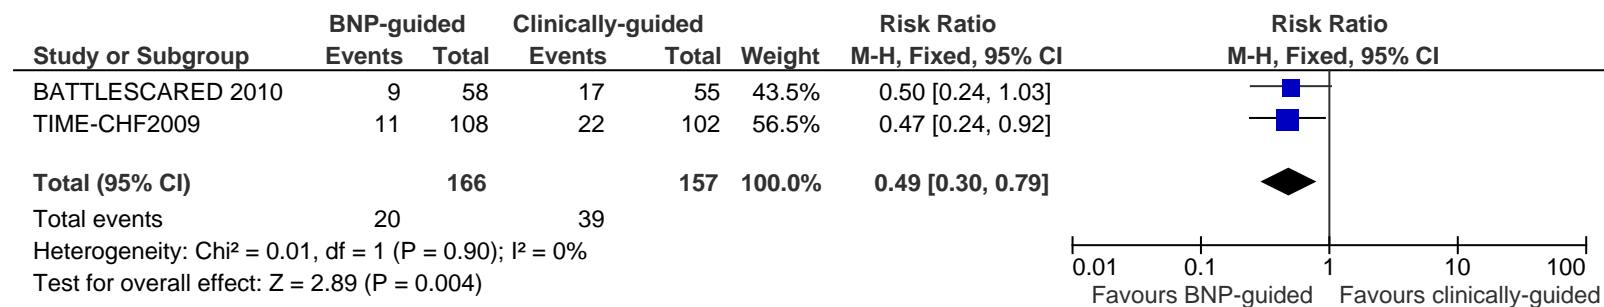 BNP-guided Clinically-guided Risk Ratio Risk Ratio
Study or Subgroup Events Total Events Total Weight M-H, Fixed, 95% CI M-H, Fixed, 95% CI
BATTLESCARED 2010 9 58 17 55 43.5% 0.50 [0.24, 1.03]
TIME-CHF2009 11 108 22 102 56.5% 0.47 [0.24, 0.92]
Total (95% CI) 166 157 100.0% 0.49 [0.30, 0.79]
Total events 20 39
Heterogeneity: Chi² = 0.01, df = 1 (P = 0.90); I² = 0%
Test for overall effect: Z = 2.89 (P = 0.004)
0.01 0.1 1 10 100
Favours BNP-guided Favours clinically-guided